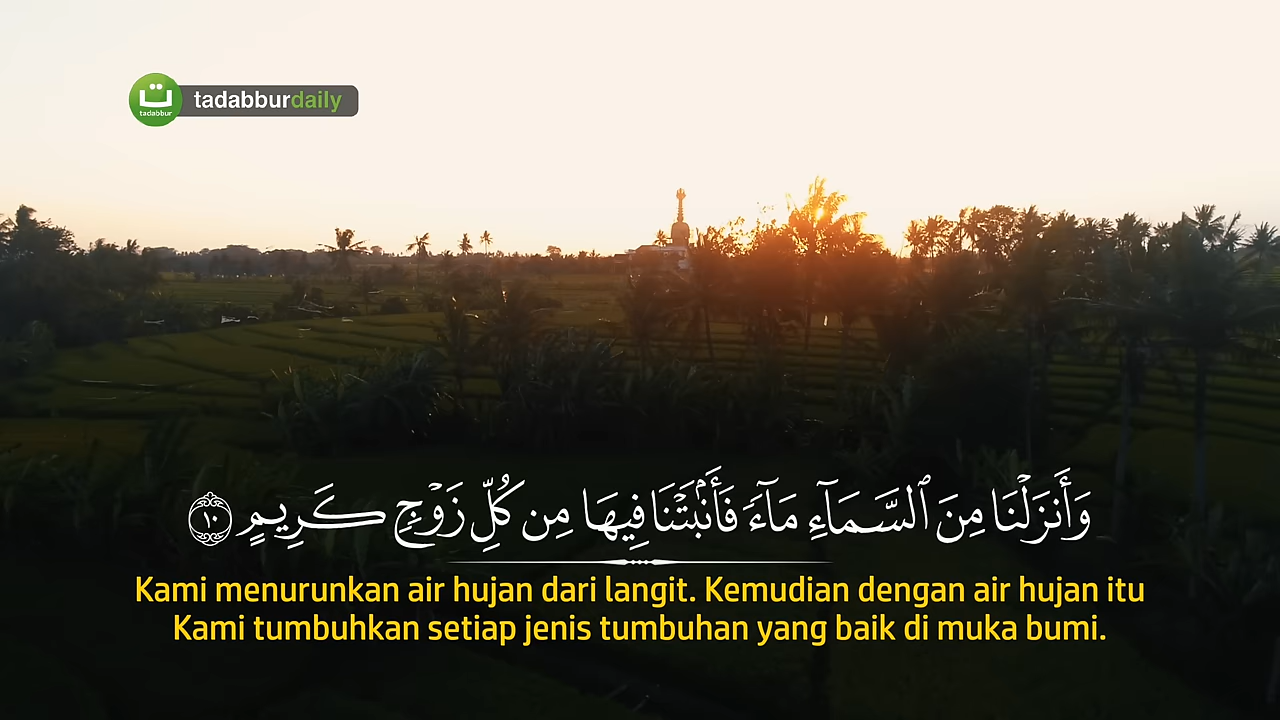 tadabburdaily
tadabbur
وَأَنزَلْنَا مِنَ ٱلسَّمَآءِ مَآءً فَأَنۢبَتْنَا فِيهَا مِن كُلِّ زَوْجٍ كَرِيمٍ ١٠
Kami menurunkan air hujan dari langit. Kemudian dengan air hujan itu
Kami tumbuhkan setiap jenis tumbuhan yang baik di muka bumi.